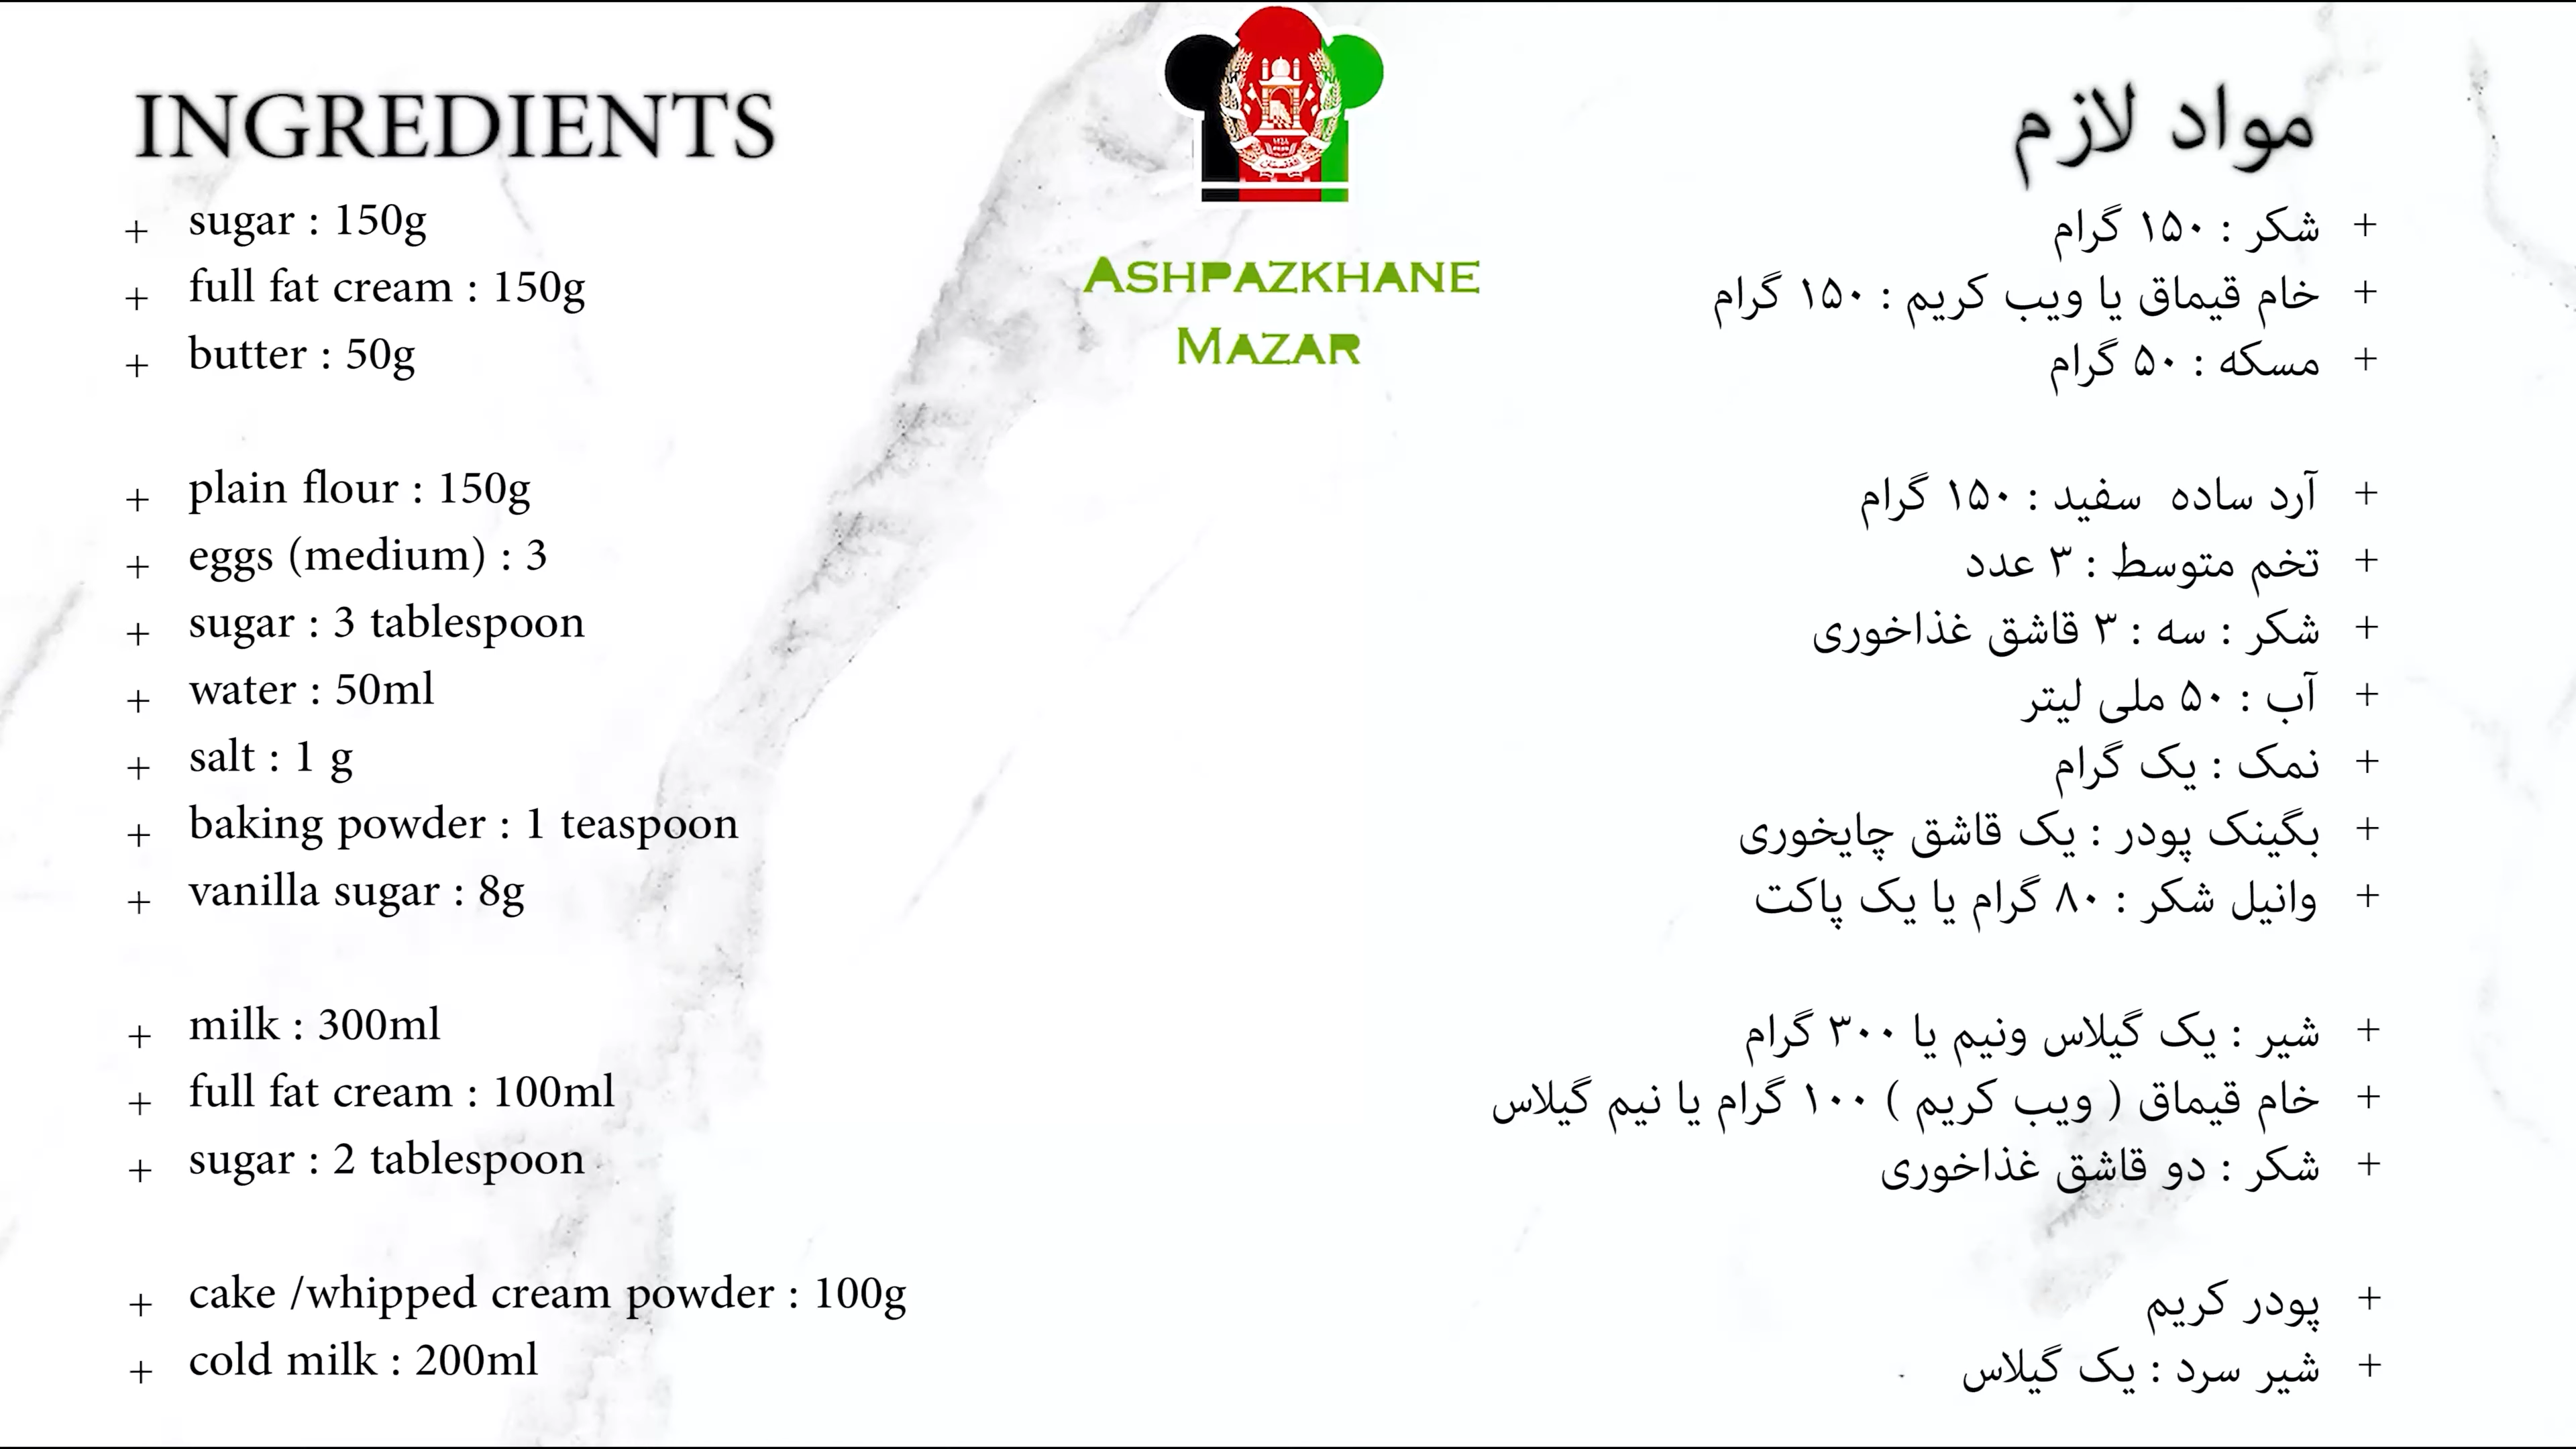 INGREDIENTS
+ sugar : 150g
+ full fat cream : 150g
+ butter : 50g
+ plain flour : 150g
+ eggs (medium) : 3
+ sugar : 3 tablespoon
+ water : 50ml
+ salt : 1 g
+ baking powder : 1 teaspoon
+ vanilla sugar : 8g
+ milk : 300ml
+ full fat cream : 100ml
+ sugar : 2 tablespoon
+ cake /whipped cream powder : 100g
+ cold milk : 200ml
ASHPAZKHANE
MAZAR
مواد لازم
+ شکر : ۱۵۰ گرام
+ خام قیماق یا ویب کریم : ۱۵۰ گرام
+ مسکه : ۵۰ گرام
+ آرد ساده سفید : ۱۵۰ گرام
+ تخم متوسط : ۳ عدد
+ شکر : سه : ۳ قاشق غذاخوری
+ آب : ۵۰ ملی لیتر
+ نمک : یک گرام
+ بگینک پودر : یک قاشق چایخوری
+ وانیل شکر : ۸۰ گرام یا یک پاکت
+ شیر : یک گیلاس ونیم یا ۳۰۰ گرام
+ خام قیماق ( ویب کریم ) ۱۰۰ گرام یا نیم گیلاس
+ شکر : دو قاشق غذاخوری
+ پودر کریم
+ شیر سرد : یک گیلاس